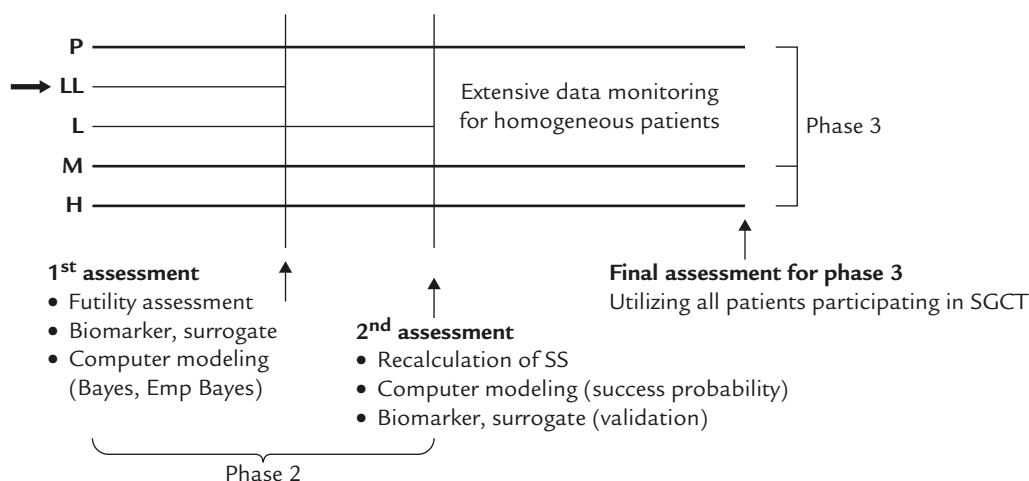 P
LL
L
M
H
Extensive data monitoring
for homogeneous patients
Phase 3
1st assessment
• Futility assessment
• Biomarker, surrogate
• Computer modeling
(Bayes, Emp Bayes)
2nd assessment
• Recalculation of SS
• Computer modeling (success probability)
• Biomarker, surrogate (validation)
Final assessment for phase 3
Utilizing all patients participating in SGCT
Phase 2